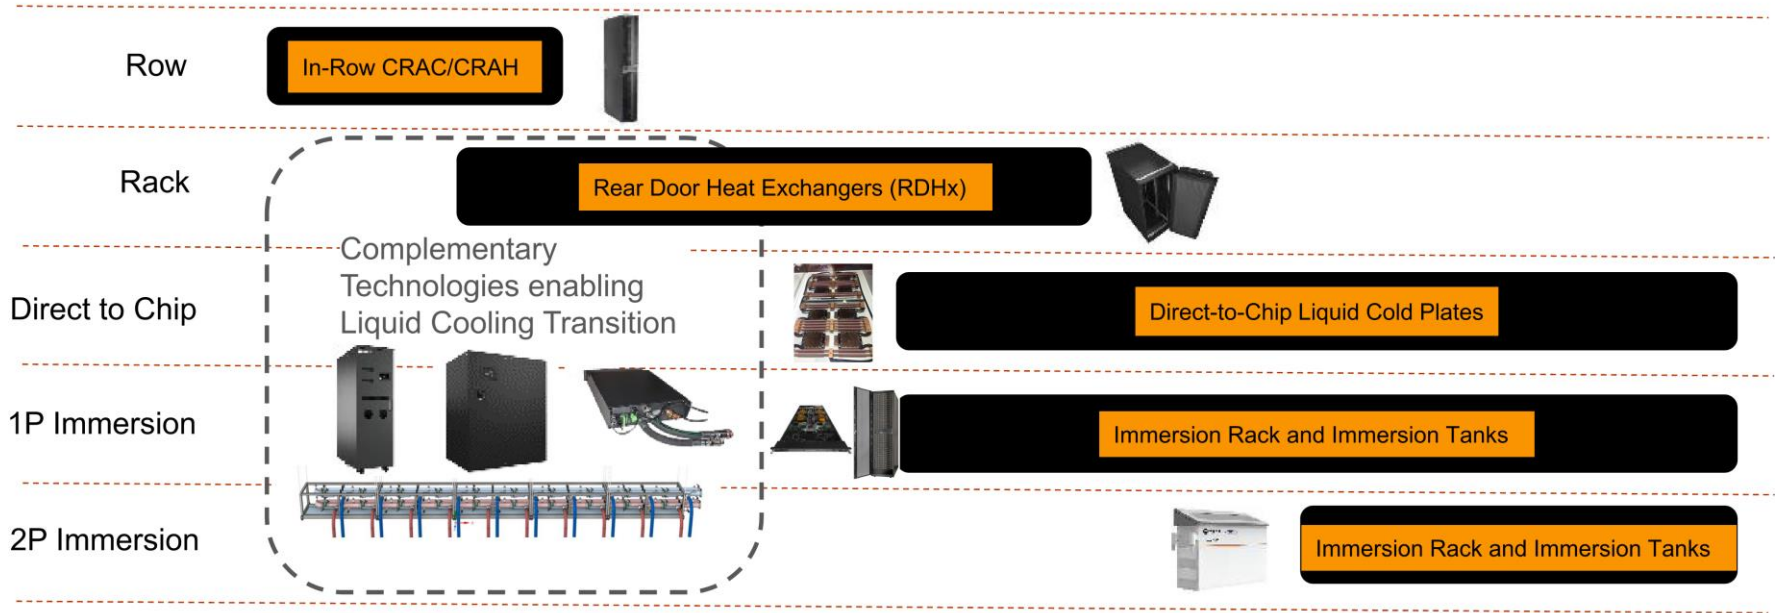 Row
In-Row CRAC/CRAH
Rack
Rear Door Heat Exchangers (RDHx)
Complementary
Technologies enabling
Liquid Cooling Transition
Direct to Chip
Direct-to-Chip Liquid Cold Plates
1P Immersion
Immersion Rack and Immersion Tanks
2P Immersion
Immersion Rack and Immersion Tanks